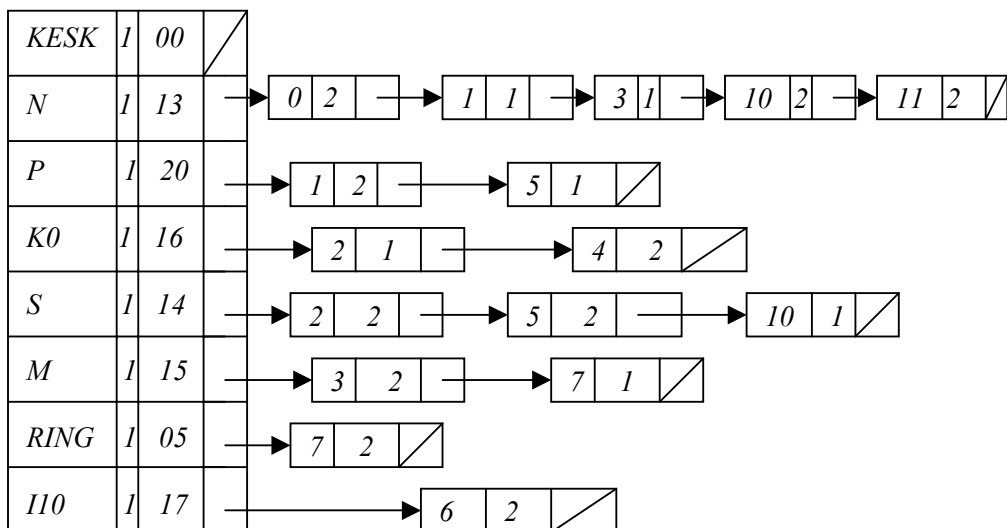 KESK 1 00
N 1 13 0 2 1 1 3 1 10 2 11 2
P 1 20 1 2 5 1
K0 1 16 2 1 4 2
S 1 14 2 2 5 2 10 1
M 1 15 3 2 7 1
RING 1 05 7 2
I10 1 17 6 2